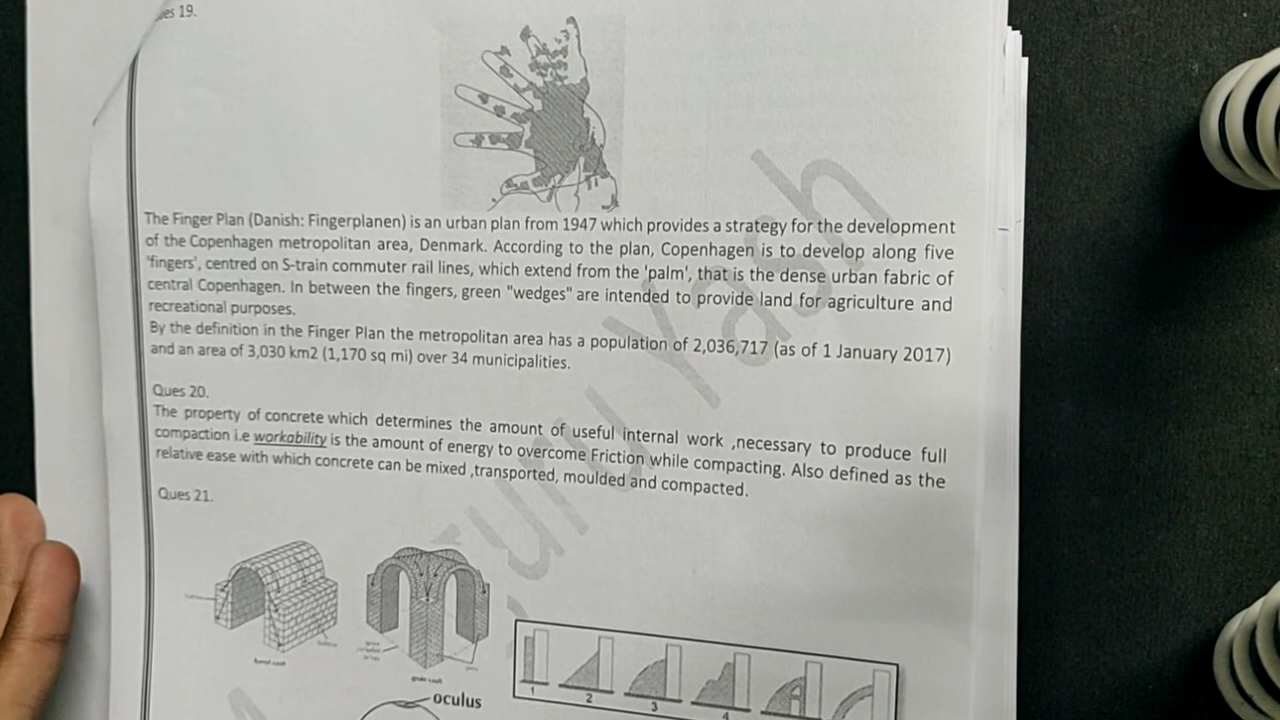 es 19.
The Finger Plan (Danish: Fingerplanen) is an urban plan from 1947 which provides a strategy for the development
of the Copenhagen metropolitan area, Denmark. According to the plan, Copenhagen is to develop along five
'fingers', centred on S-train commuter rail lines, which extend from the 'palm', that is the dense urban fabric of
central Copenhagen. In between the fingers, green "wedges" are intended to provide land for agriculture and
recreational purposes.
By the definition in the Finger Plan the metropolitan area has a population of 2,036,717 (as of 1 January 2017)
and an area of 3,030 km2 (1,170 sq mi) over 34 municipalities.
Ques 20.
The property of concrete which determines the amount of useful internal work ,necessary to produce full
compaction i.e workability is the amount of energy to overcome Friction while compacting. Also defined as the
relative ease with which concrete can be mixed ,transported, moulded and compacted.
Ques 21.
barrel vault
groin vault
1 2 3 4
oculus
uru Yash